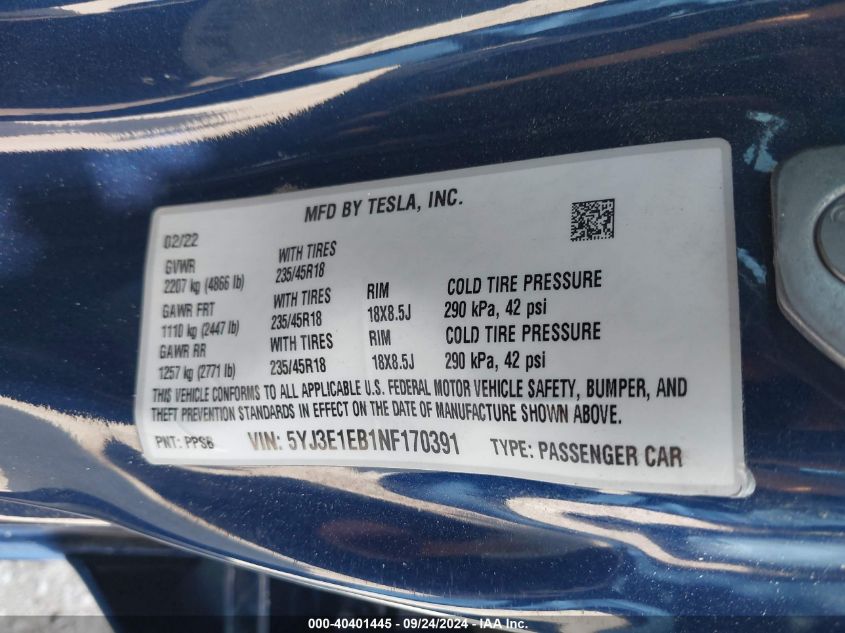 MFD BY TESLA, INC.
02/22
GVWR WITH TIRES
2207 kg (4866 lb) 235/45R18
GAWR FRT WITH TIRES RIM COLD TIRE PRESSURE
1110 kg (2447 lb) 235/45R18 18X8.5J 290 kPa, 42 psi
GAWR RR WITH TIRES RIM COLD TIRE PRESSURE
1257 kg (2771 lb) 235/45R18 18X8.5J 290 kPa, 42 psi
THIS VEHICLE CONFORMS TO ALL APPLICABLE U.S. FEDERAL MOTOR VEHICLE SAFETY, BUMPER, AND
THEFT PREVENTION STANDARDS IN EFFECT ON THE DATE OF MANUFACTURE SHOWN ABOVE.
PNT: PPSB VIN: 5YJ3E1EB1NF170391 TYPE: PASSENGER CAR
000-40401445 - 09/24/2024 - IAA Inc.